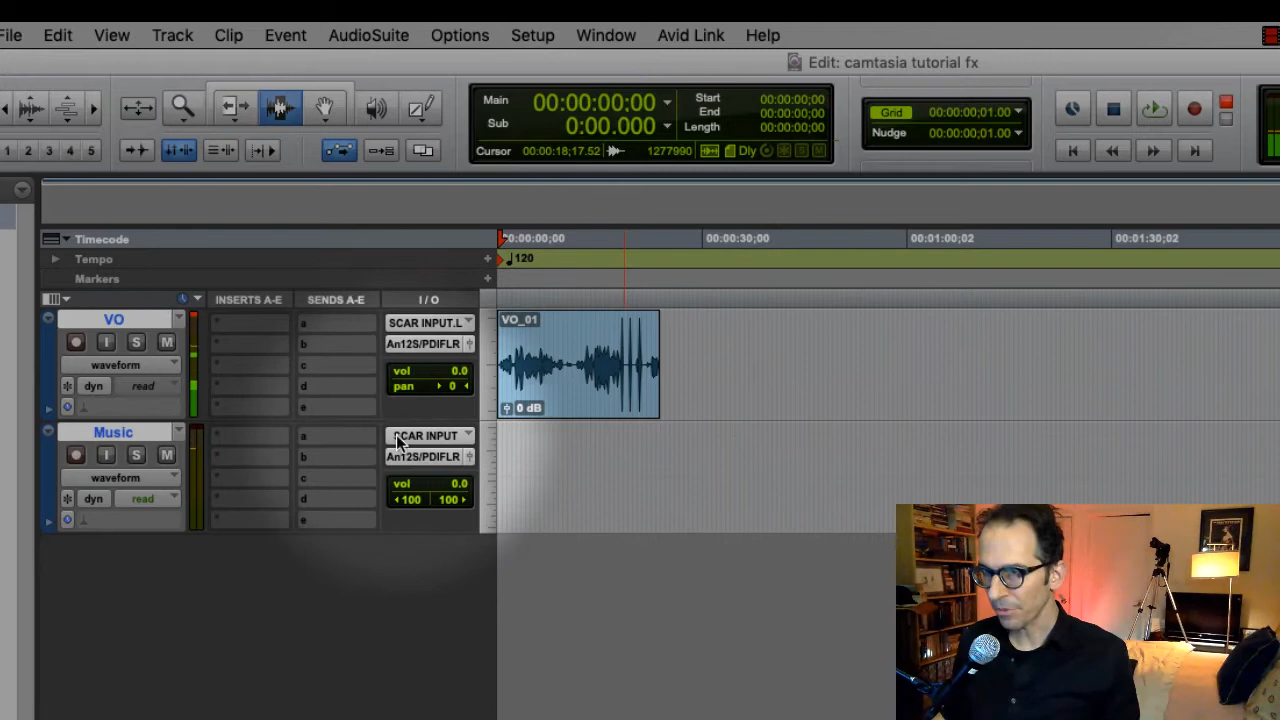 File Edit View Track Clip Event AudioSuite Options Setup Window Avid Link Help
Edit: camtasia tutorial fx
Main 00:00:00;00
Sub 0:00.000
Start 00:00:00;00
End 00:00:00;00
Length 00:00:00;00
Cursor 00:00:18;17.52 1277990 Dly
Grid 00:00:00;01.00
Nudge 00:00:00;01.00
1 2 3 4 5
Timecode 0:00:00;00 00:00:30;00 00:01:00;02 00:01:30;02
Tempo 120
Markers
INSERTS A-E SENDS A-E I / O
VO
I S M
waveform
dyn read
a
b
c
d
e
SCAR INPUT.L
An12S/PDIFLR
vol 0.0
pan 0
VO_01
0 dB
Music
I S M
waveform
dyn read
a
b
c
d
e
SCAR INPUT
An12S/PDIFLR
vol 0.0
100 100